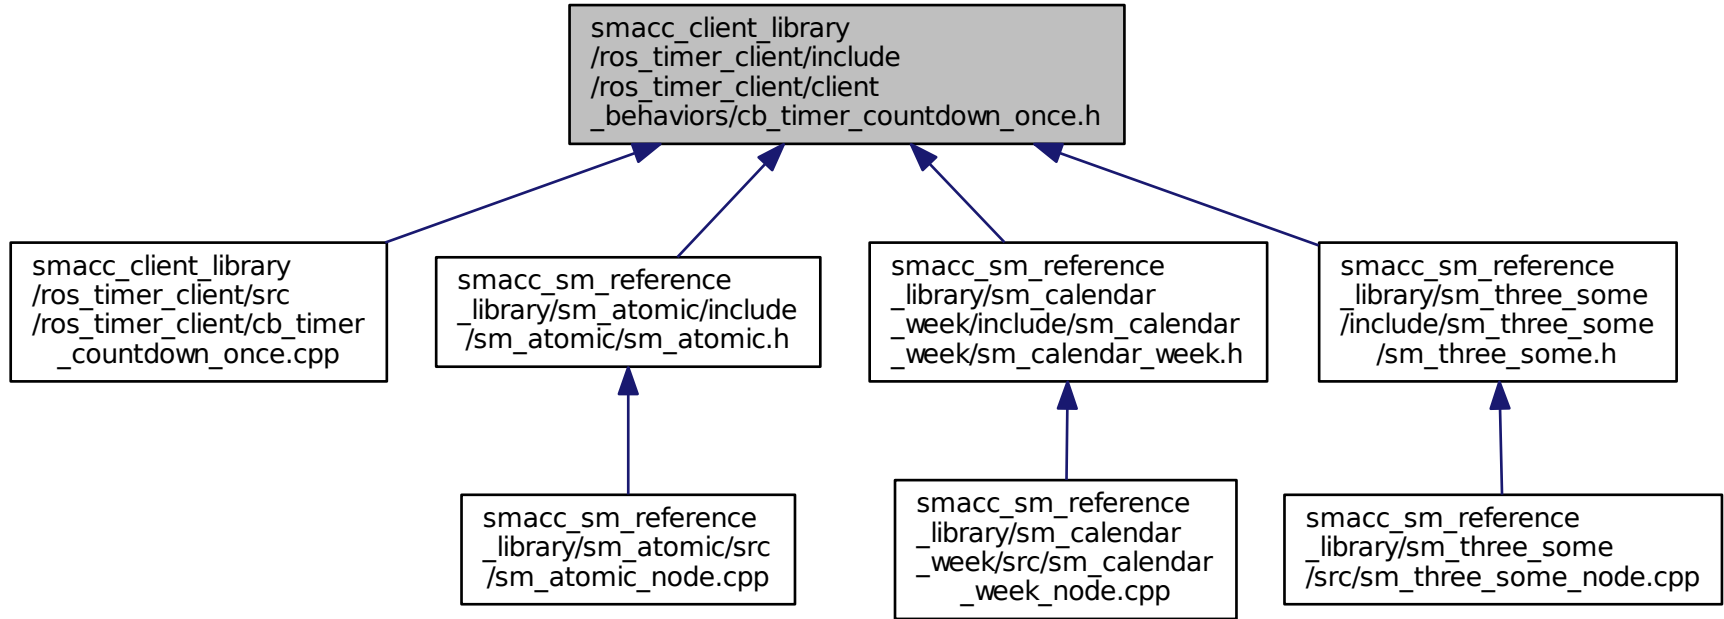 smacc_client_library
/ros_timer_client/include
/ros_timer_client/client
_behaviors/cb_timer_countdown_once.h
smacc_client_library
/ros_timer_client/src
/ros_timer_client/cb_timer
_countdown_once.cpp
smacc_sm_reference
_library/sm_atomic/include
/sm_atomic/sm_atomic.h
smacc_sm_reference
_library/sm_calendar
_week/include/sm_calendar
_week/sm_calendar_week.h
smacc_sm_reference
_library/sm_three_some
/include/sm_three_some
/sm_three_some.h
smacc_sm_reference
_library/sm_atomic/src
/sm_atomic_node.cpp
smacc_sm_reference
_library/sm_calendar
_week/src/sm_calendar
_week_node.cpp
smacc_sm_reference
_library/sm_three_some
/src/sm_three_some_node.cpp